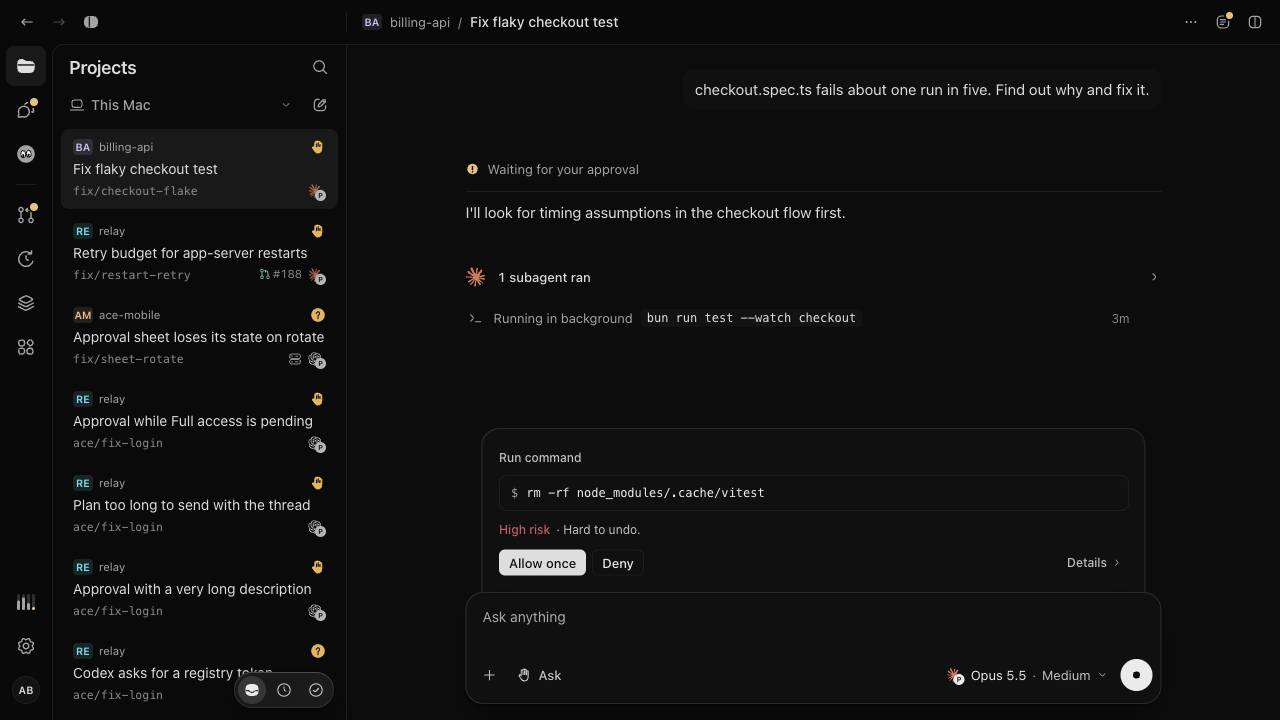 BA billing-api / Fix flaky checkout test
Projects
This Mac
BA billing-api
Fix flaky checkout test
fix/checkout-flake
P
RE relay
Retry budget for app-server restarts
fix/restart-retry #188
P
AM ace-mobile
?
Approval sheet loses its state on rotate
fix/sheet-rotate
P
RE relay
Approval while Full access is pending
ace/fix-login
P
RE relay
Plan too long to send with the thread
ace/fix-login
P
RE relay
Approval with a very long description
ace/fix-login
P
RE relay
?
Codex asks for a registry token
ace/fix-login
AB
checkout.spec.ts fails about one run in five. Find out why and fix it.
Waiting for your approval
I'll look for timing assumptions in the checkout flow first.
1 subagent ran
Running in background bun run test --watch checkout 3m
Run command
$ rm -rf node_modules/.cache/vitest
High risk · Hard to undo.
Allow once Deny Details
Ask anything
Ask P Opus 5.5 · Medium